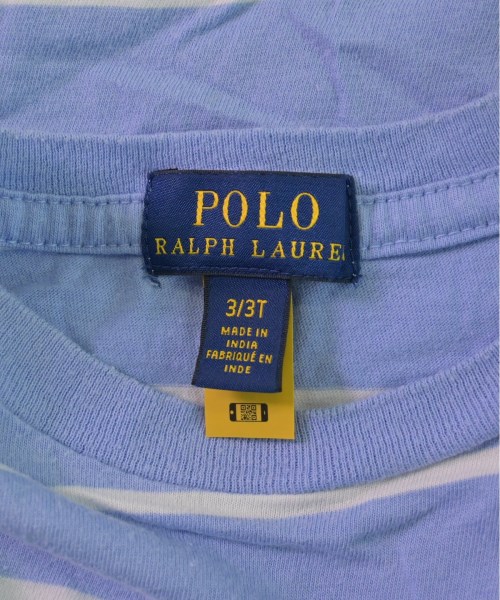 POLO
RALPH LAURE
3/3T
MADE IN
INDIA
FABRIQUÉ EN
INDE